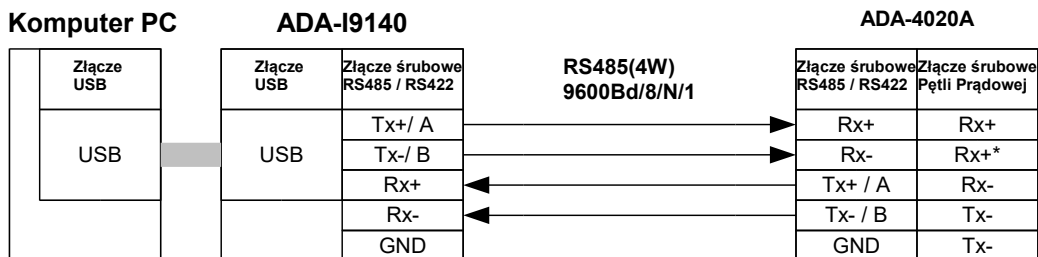 Komputer PC ADA-I9140 ADA-4020A
Złącze USB
Złącze USB
Złącze śrubowe RS485 / RS422
RS485(4W)
9600Bd/8/N/1
Złącze śrubowe RS485 / RS422
Złącze śrubowe Pętli Prądowej
USB
USB
Tx+/ A
Rx+
Rx+
Tx-/ B
Rx-
Rx+*
Rx+
Tx+ / A
Rx-
Rx-
Tx- / B
Tx-
GND
GND
Tx-